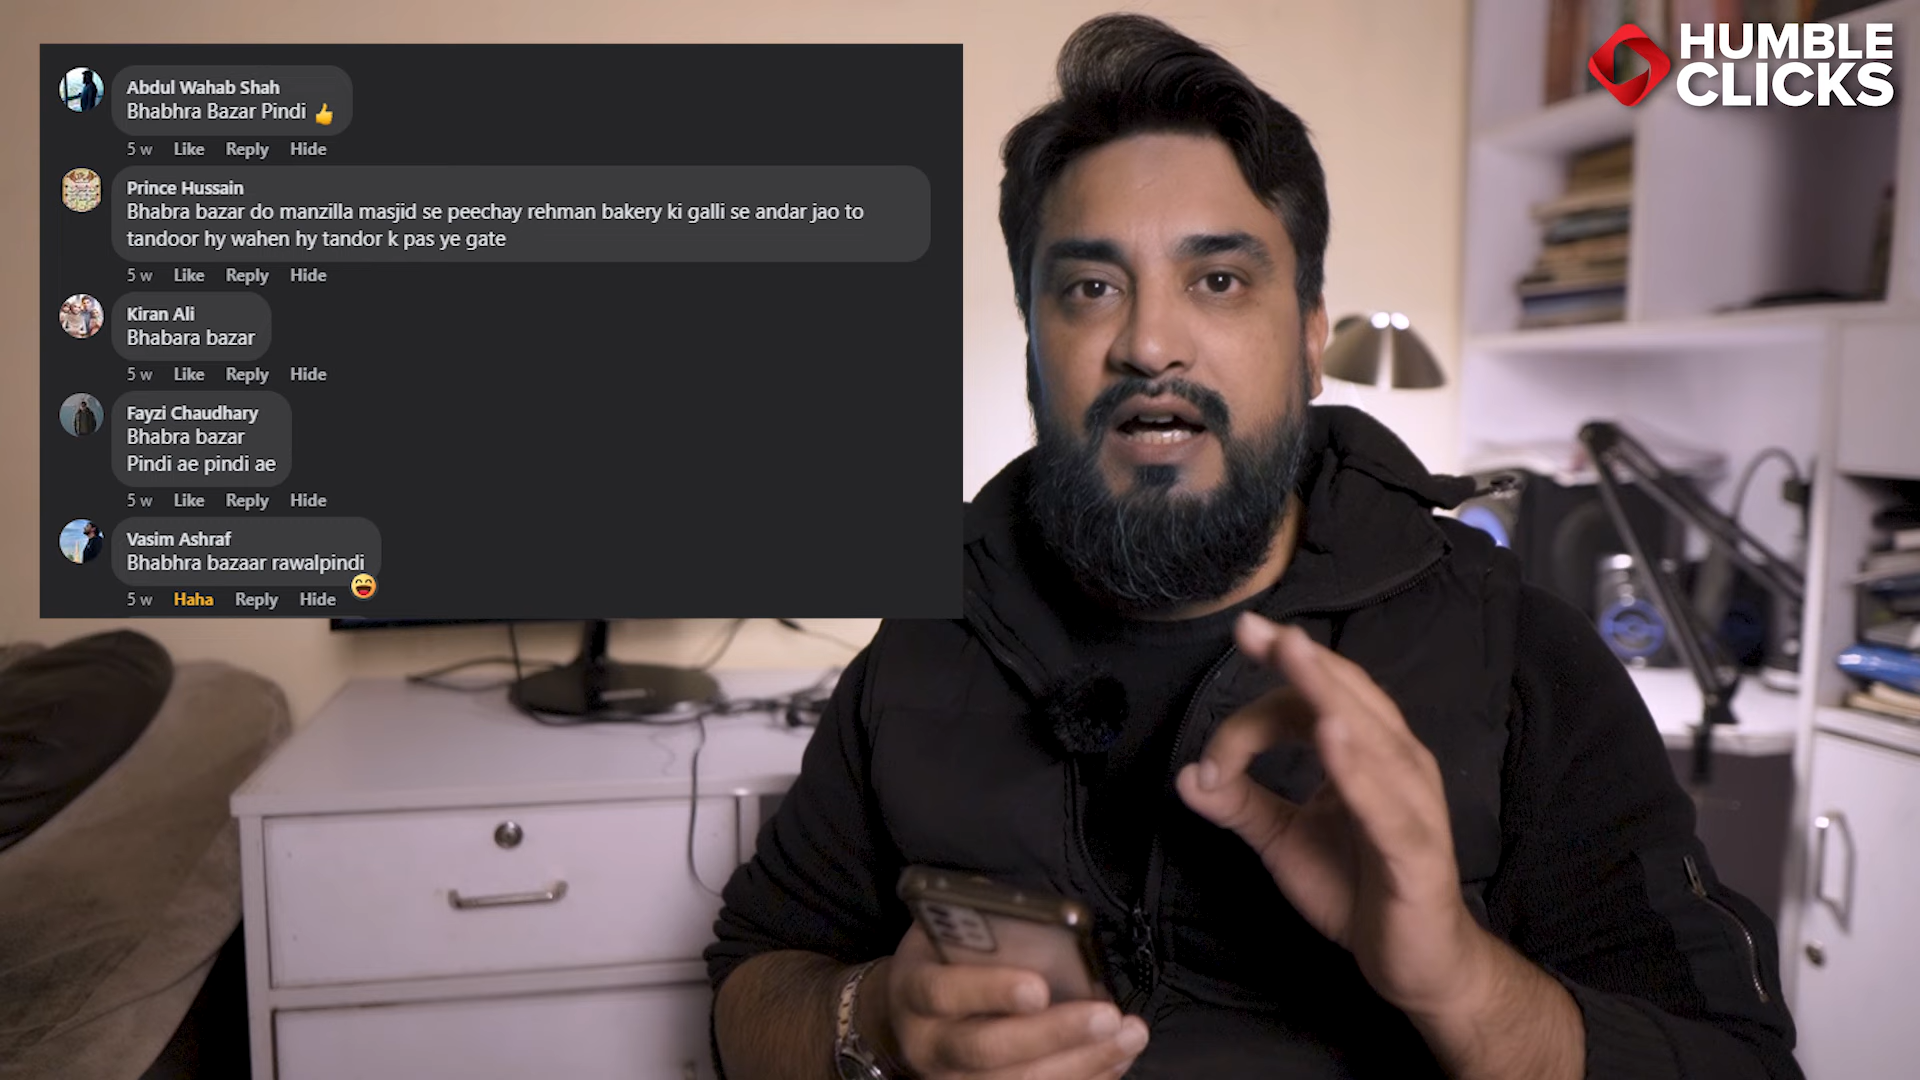 HUMBLE
CLICKS
Abdul Wahab Shah
Bhabhra Bazar Pindi 👍
5 w Like Reply Hide
Prince Hussain
Bhabra bazar do manzilla masjid se peechay rehman bakery ki galli se andar jao to
tandoor hy wahen hy tandor k pas ye gate
5 w Like Reply Hide
Kiran Ali
Bhabara bazar
5 w Like Reply Hide
Fayzi Chaudhary
Bhabra bazar
Pindi ae pindi ae
5 w Like Reply Hide
Vasim Ashraf
Bhabhra bazaar rawalpindi
5 w Haha Reply Hide 😆